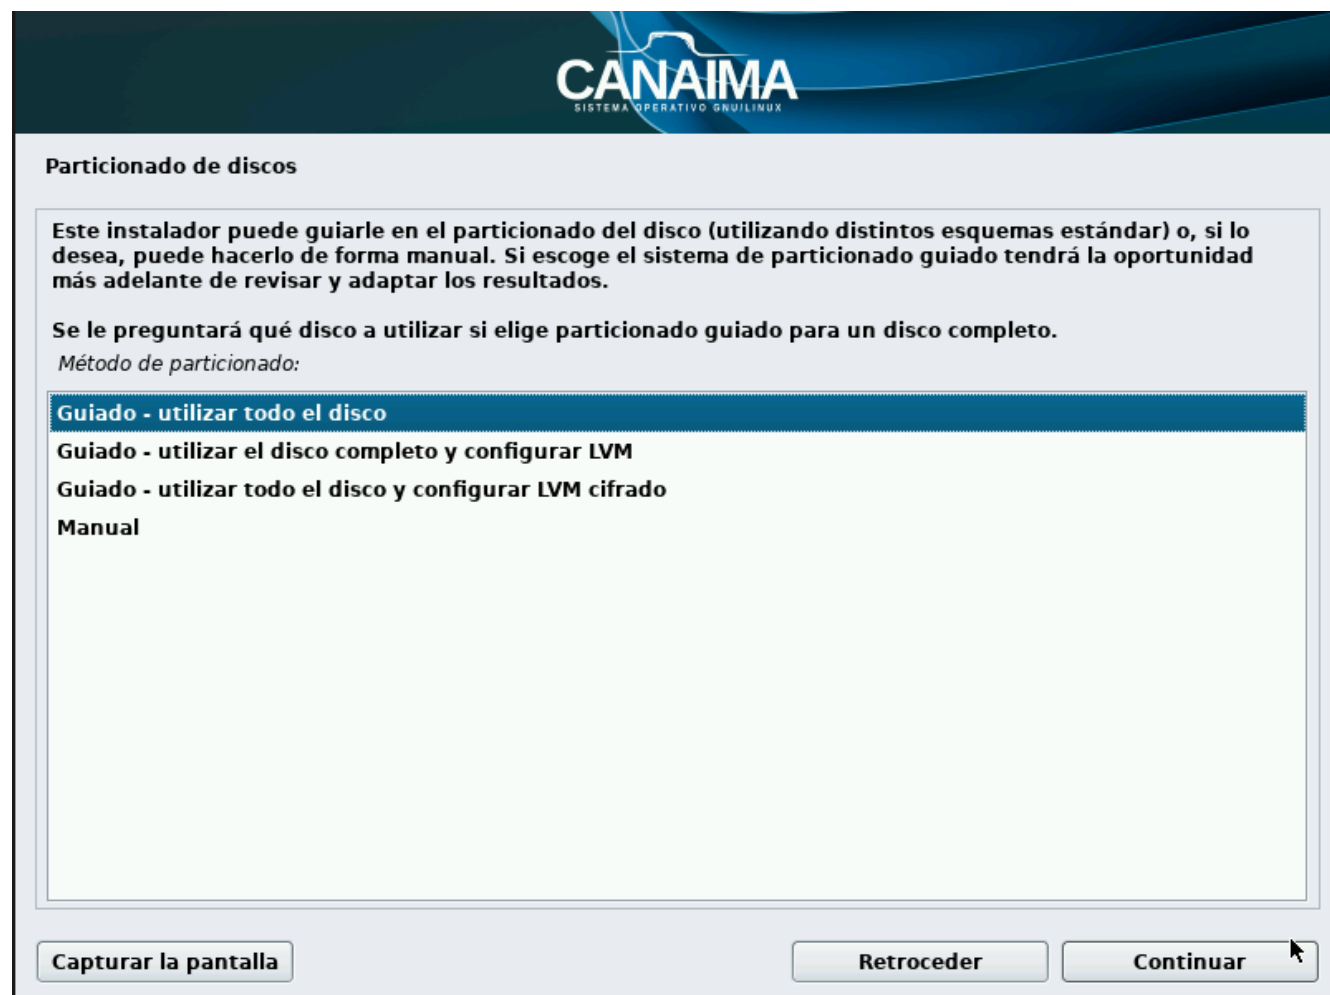 CANAIMA
SISTEMA OPERATIVO GNU/LINUX
Particionado de discos
Este instalador puede guiarle en el particionado del disco (utilizando distintos esquemas estándar) o, si lo
desea, puede hacerlo de forma manual. Si escoge el sistema de particionado guiado tendrá la oportunidad
más adelante de revisar y adaptar los resultados.
Se le preguntará qué disco a utilizar si elige particionado guiado para un disco completo.
Método de particionado:
Guiado - utilizar todo el disco
Guiado - utilizar el disco completo y configurar LVM
Guiado - utilizar todo el disco y configurar LVM cifrado
Manual
Capturar la pantalla
Retroceder
Continuar